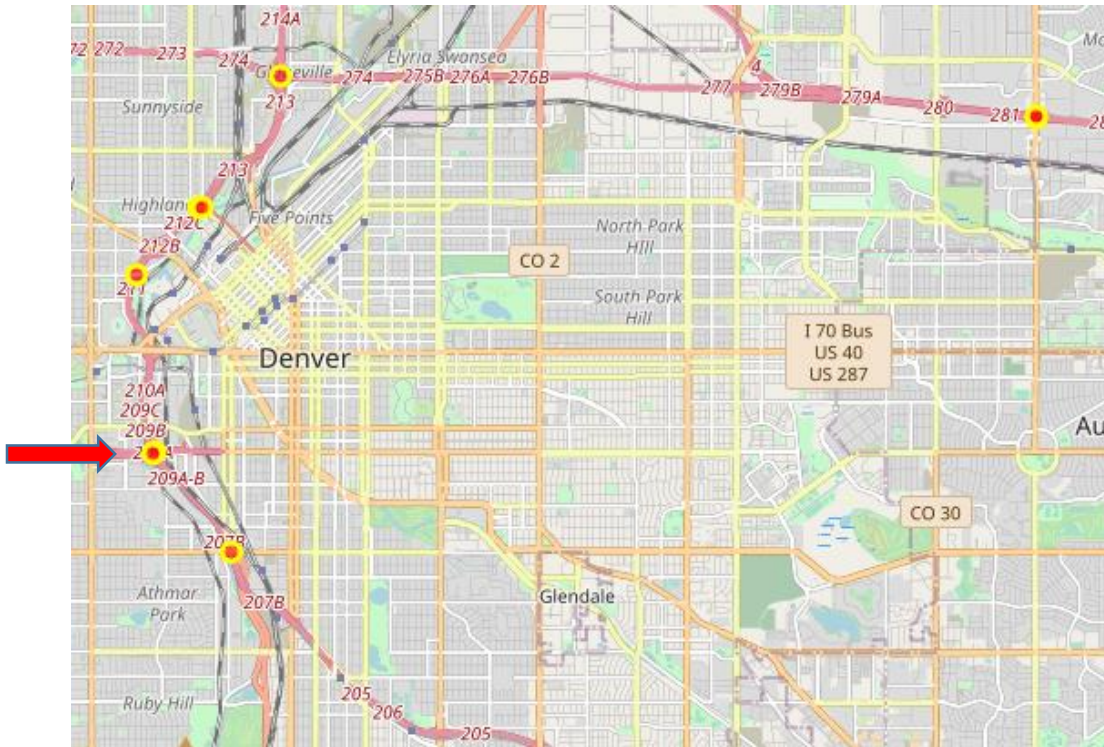 214A
72
272
273
274
Elyria Swansea
274
275B
276A
276B
4
213
277
279B
279A
280
281
Sunnyside
213
Highland
212C
Five Points
212B
North Park
Hill
CO 2
South Park
Hill
I 70 Bus
US 40
US 287
Denver
210A
209C
209B
Au
209A-B
CO 30
207B
Athmar
Park
207B
Glendale
205
206
205
Ruby Hill